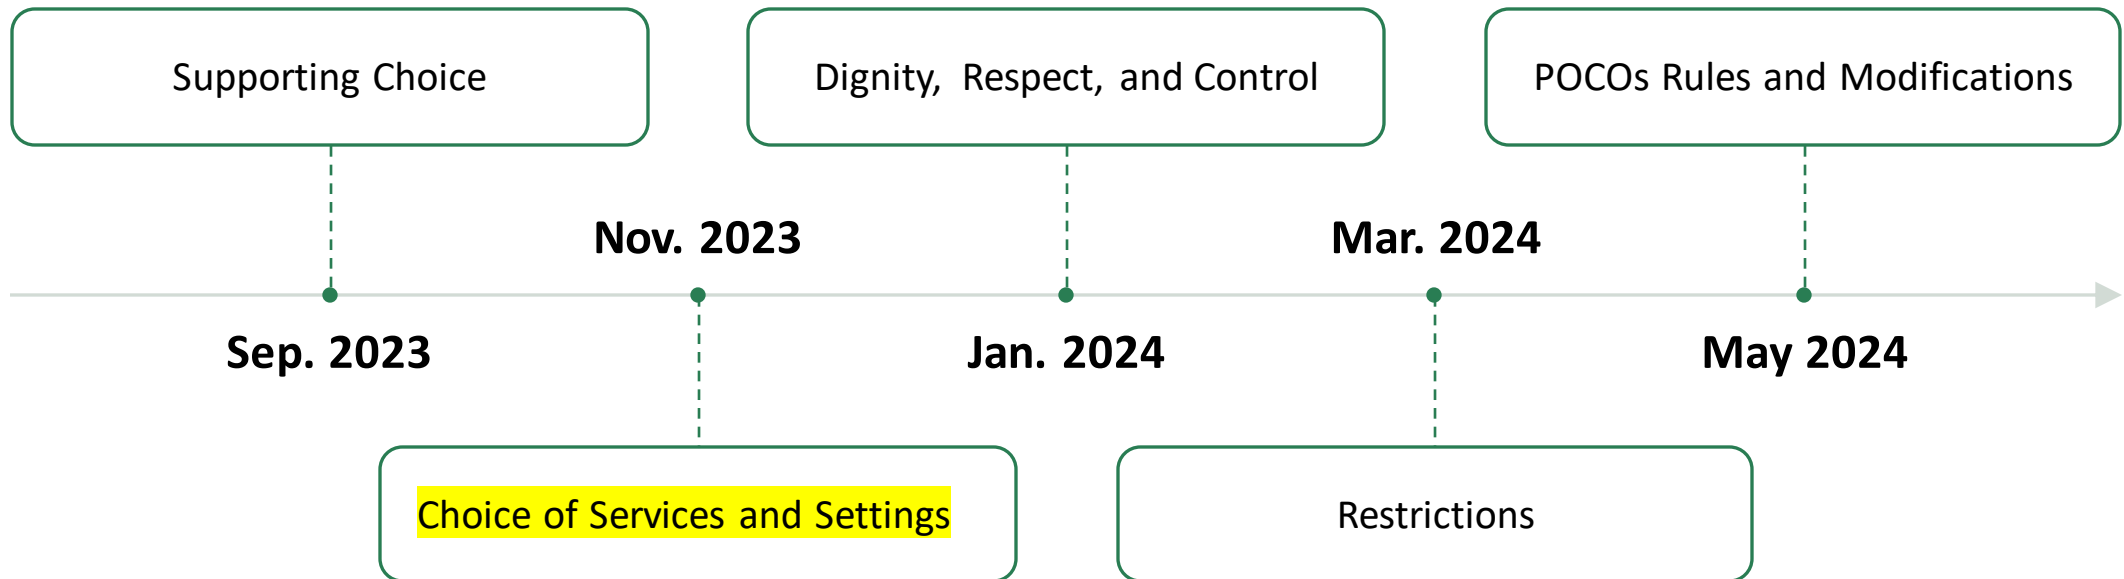 Supporting Choice
Dignity, Respect, and Control
POCOs Rules and Modifications
Nov. 2023
Mar. 2024
Sep. 2023
Jan. 2024
May 2024
Choice of Services and Settings
Restrictions